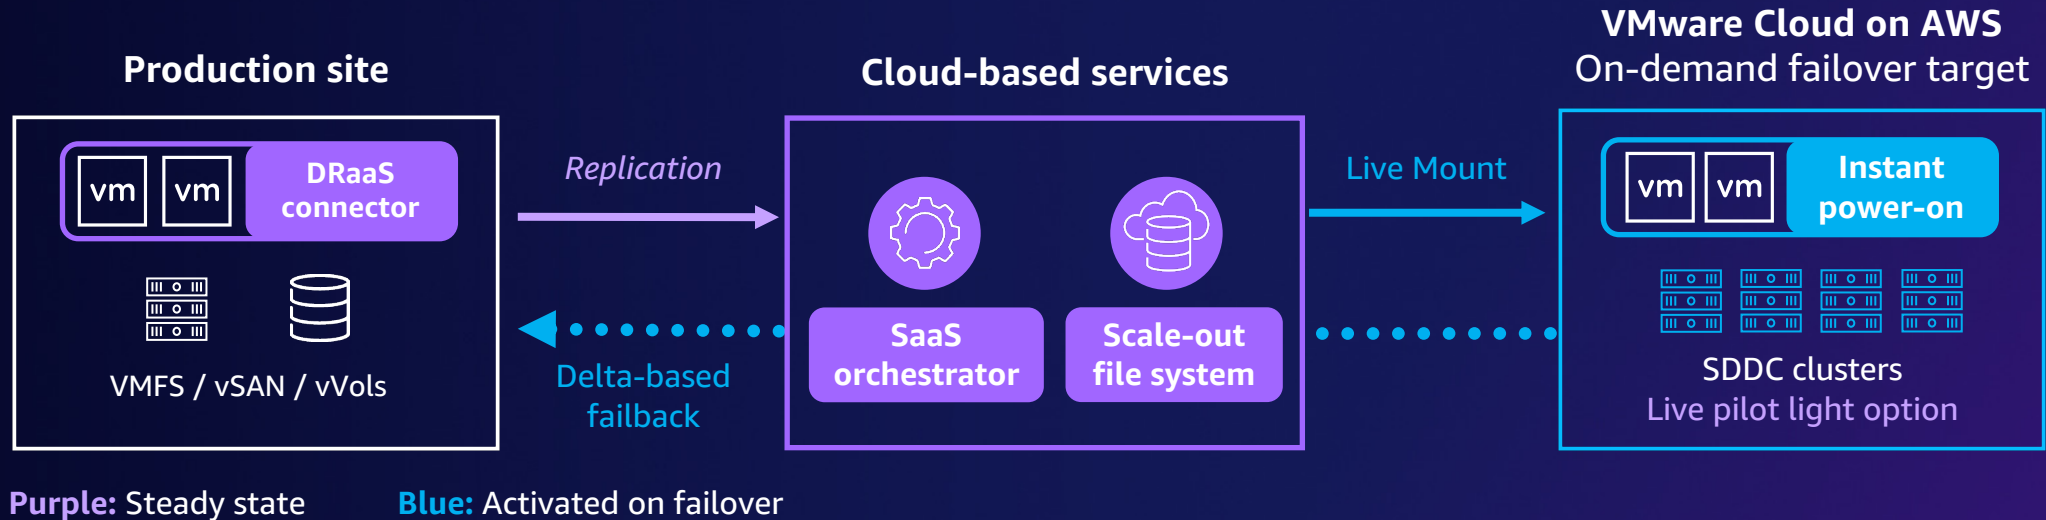 Production site
vm
vm
DRaaS
connector
VMFS / vSAN / vVols
Replication
Delta-based
failback
Cloud-based services
SaaS
orchestrator
Scale-out
file system
Live Mount
VMware Cloud on AWS
On-demand failover target
vm
vm
Instant
power-on
SDDC clusters
Live pilot light option
Purple: Steady state
Blue: Activated on failover